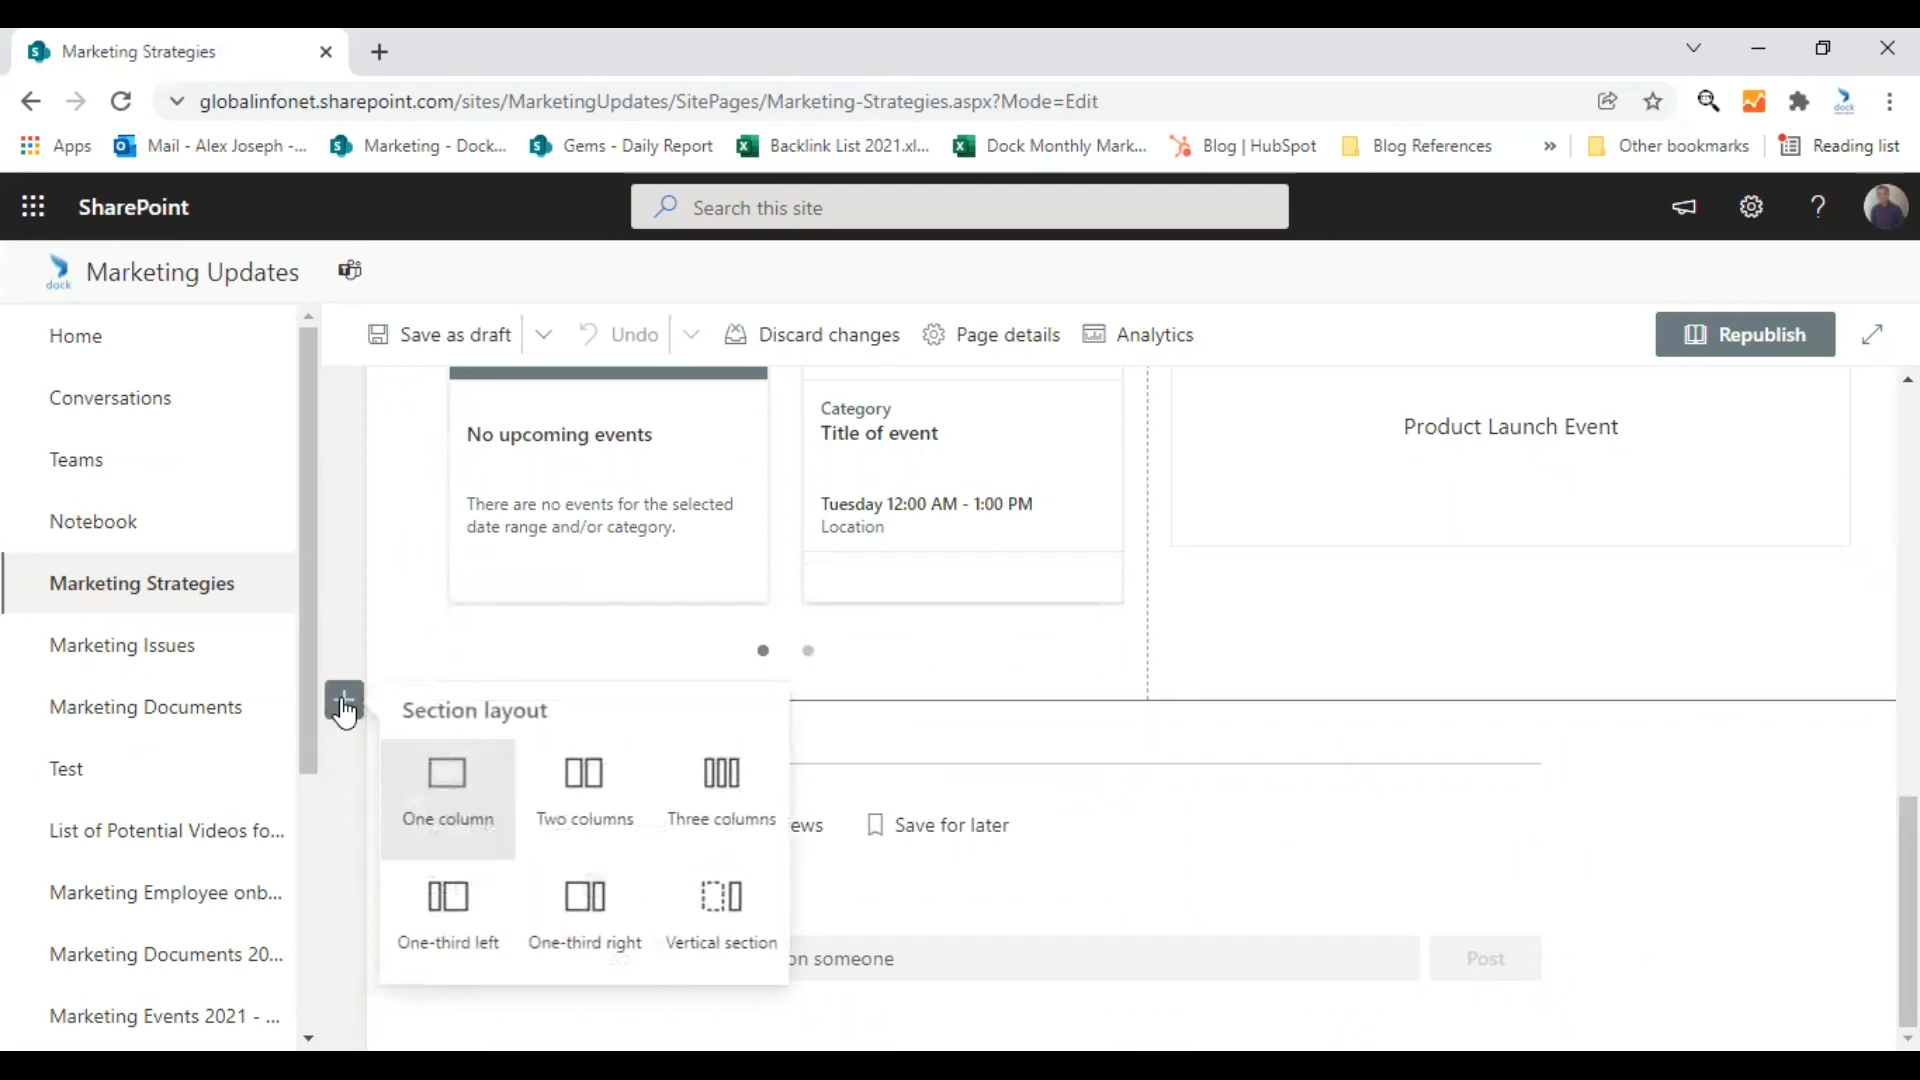 Marketing Strategies
globalinfonet.sharepoint.com/sites/MarketingUpdates/SitePages/Marketing-Strategies.aspx?Mode=Edit
Apps
Mail - Alex Joseph -...
Marketing - Dock...
Gems - Daily Report
Backlink List 2021.xl...
Dock Monthly Mark...
Blog | HubSpot
Blog References
»
Other bookmarks
Reading list
SharePoint
Search this site
dock
Marketing Updates
Home
Conversations
Teams
Notebook
Marketing Strategies
Marketing Issues
Marketing Documents
Test
List of Potential Videos fo...
Marketing Employee onb...
Marketing Documents 20...
Marketing Events 2021 - ...
Save as draft
Undo
Discard changes
Page details
Analytics
Republish
No upcoming events
There are no events for the selected
date range and/or category.
Category
Title of event
Tuesday 12:00 AM - 1:00 PM
Location
Product Launch Event
Section layout
One column
Two columns
Three columns
One-third left
One-third right
Vertical section
ews
Save for later
on someone
Post